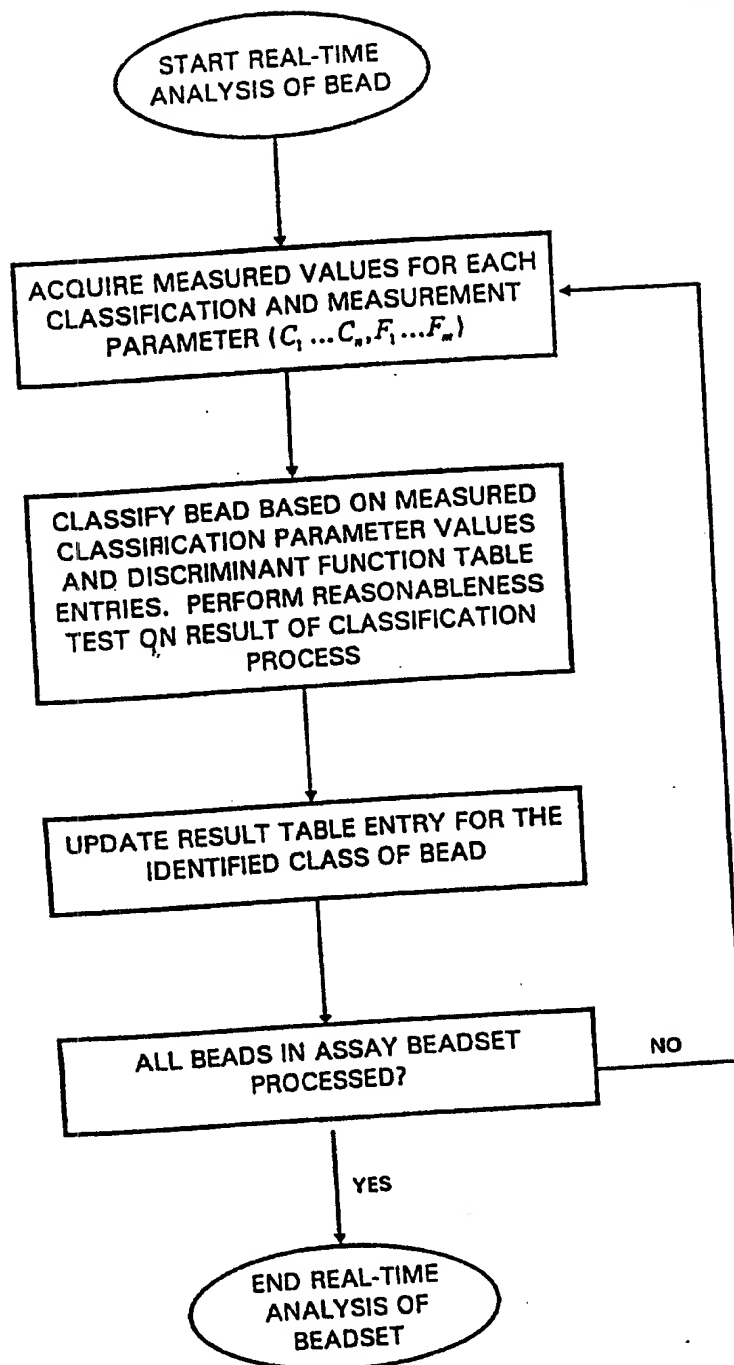 START REAL-TIME
ANALYSIS OF BEAD
ACQUIRE MEASURED VALUES FOR EACH
CLASSIFICATION AND MEASUREMENT
PARAMETER (C₁ ...Cₙ,F₁...Fₘ)
CLASSIFY BEAD BASED ON MEASURED
CLASSIFICATION PARAMETER VALUES
AND DISCRIMINANT FUNCTION TABLE
ENTRIES. PERFORM REASONABLENESS
TEST ON RESULT OF CLASSIFICATION
PROCESS
UPDATE RESULT TABLE ENTRY FOR THE
IDENTIFIED CLASS OF BEAD
ALL BEADS IN ASSAY BEADSET
PROCESSED?
NO
YES
END REAL-TIME
ANALYSIS OF
BEADSET